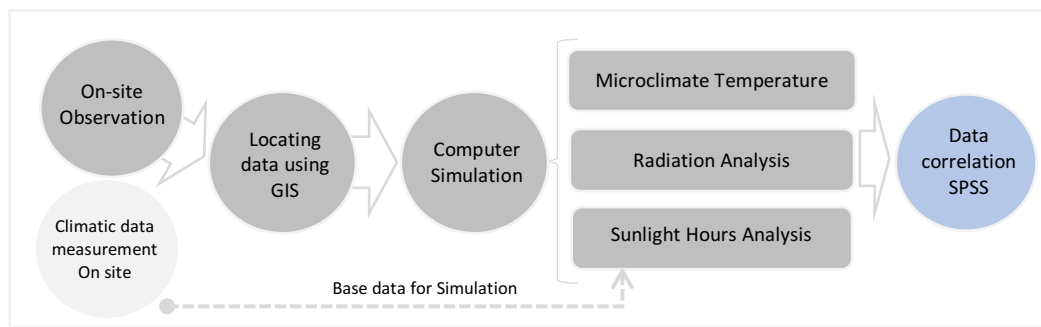 On-site
Observation
Climatic data
measurement
On site
Locating
data using
GIS
Computer
Simulation
Microclimate Temperature
Radiation Analysis
Sunlight Hours Analysis
Base data for Simulation
Data
correlation
SPSS